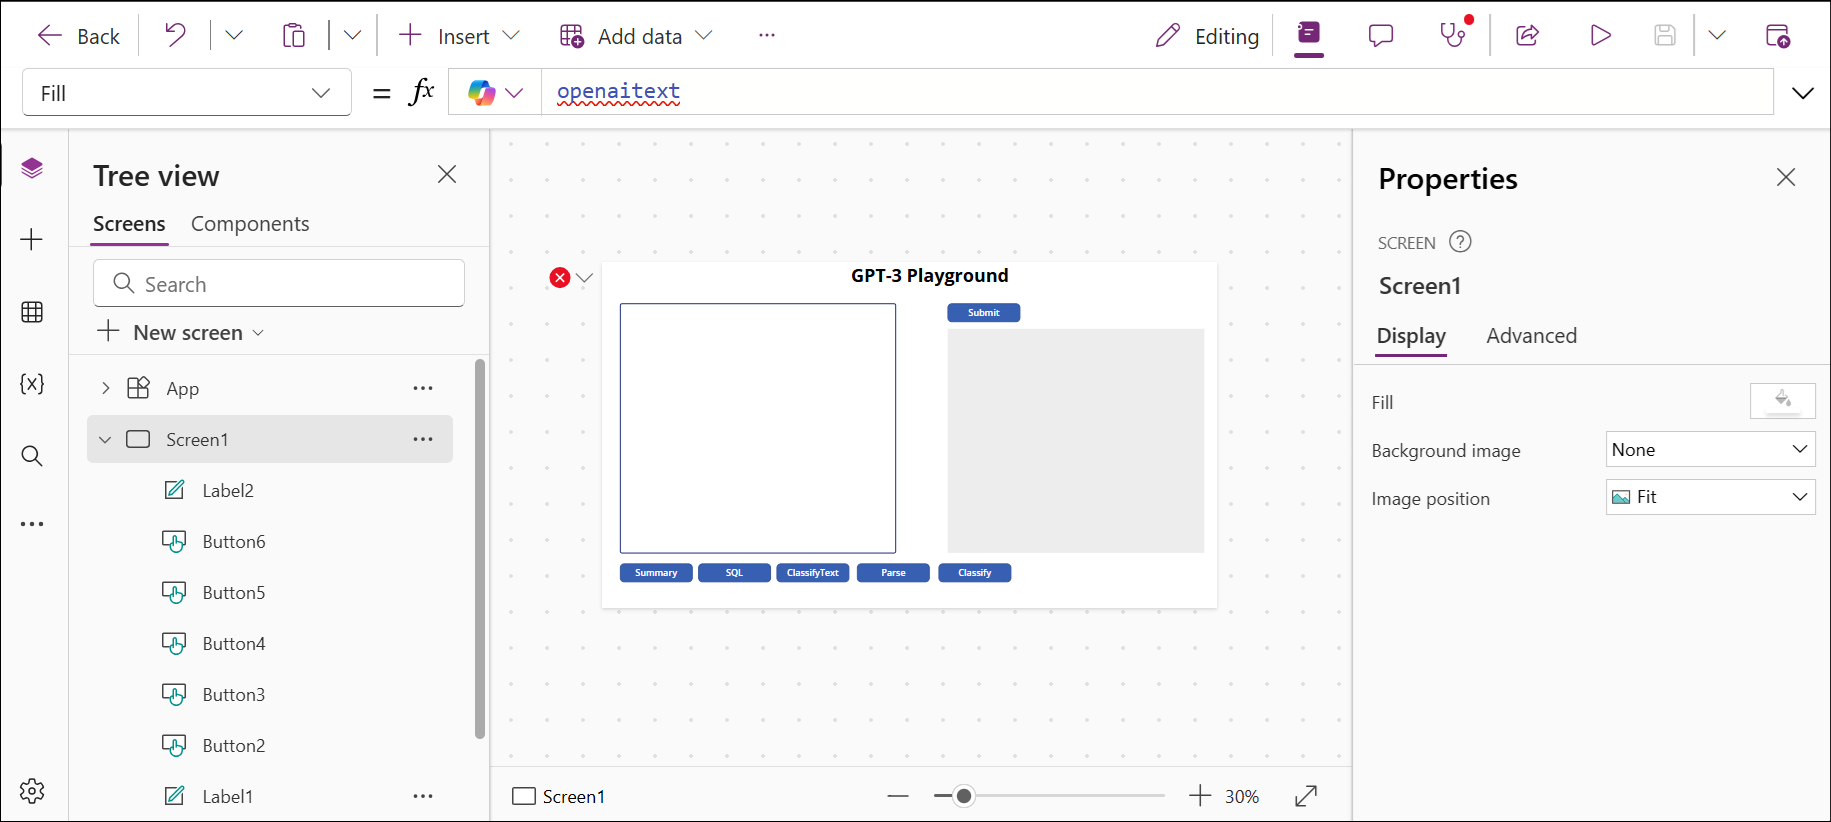 Back
Insert
Add data
Editing
Fill
=
fx
openaitext
Tree view
Screens
Components
Search
New screen
App
Screen1
Label2
Button6
Button5
Button4
Button3
Button2
Label1
GPT-3 Playground
Submit
Summary
SQL
ClassifyText
Parse
Classify
Screen1
30%
Properties
SCREEN
Screen1
Display
Advanced
Fill
Background image
None
Image position
Fit